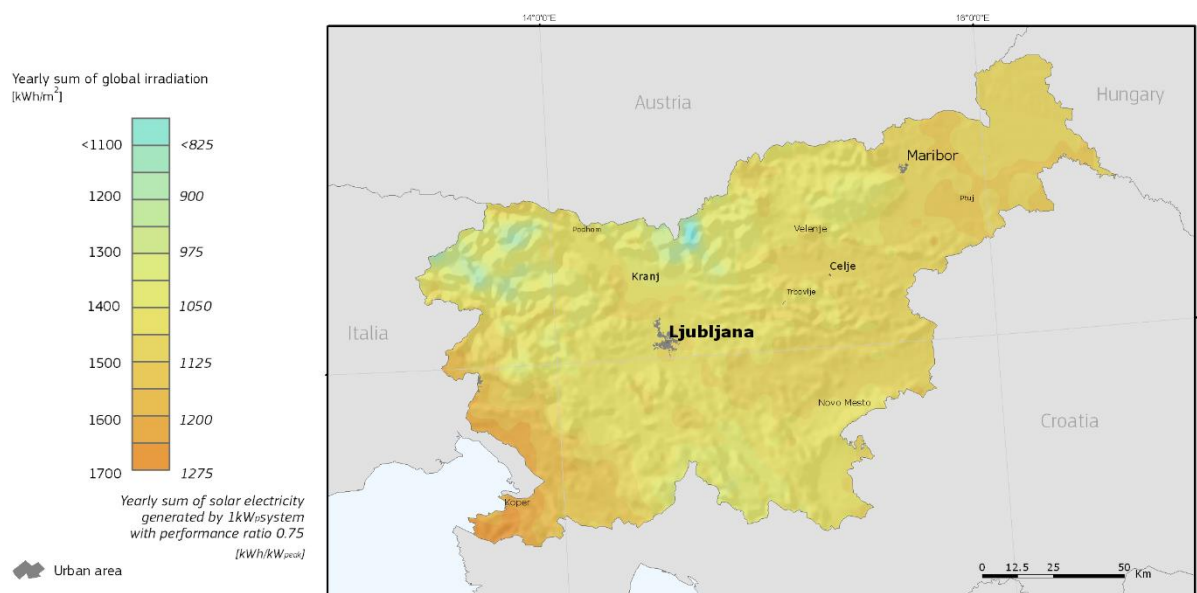 14°0'0"E
16°0'0"E
Yearly sum of global irradiation
[kWh/m²]
<1100 <825
1200 900
1300 975
1400 1050
1500 1125
1600 1200
1700 1275
Yearly sum of solar electricity
generated by 1kWp system
with performance ratio 0.75
[kWh/kWpeak]
Urban area
Austria
Hungary
Maribor
Ptuj
Podhom
Velenje
Kranj
Celje
Trbovlje
Ljubljana
Italia
Novo Mesto
Croatia
Koper
0 12.5 25 50
Km